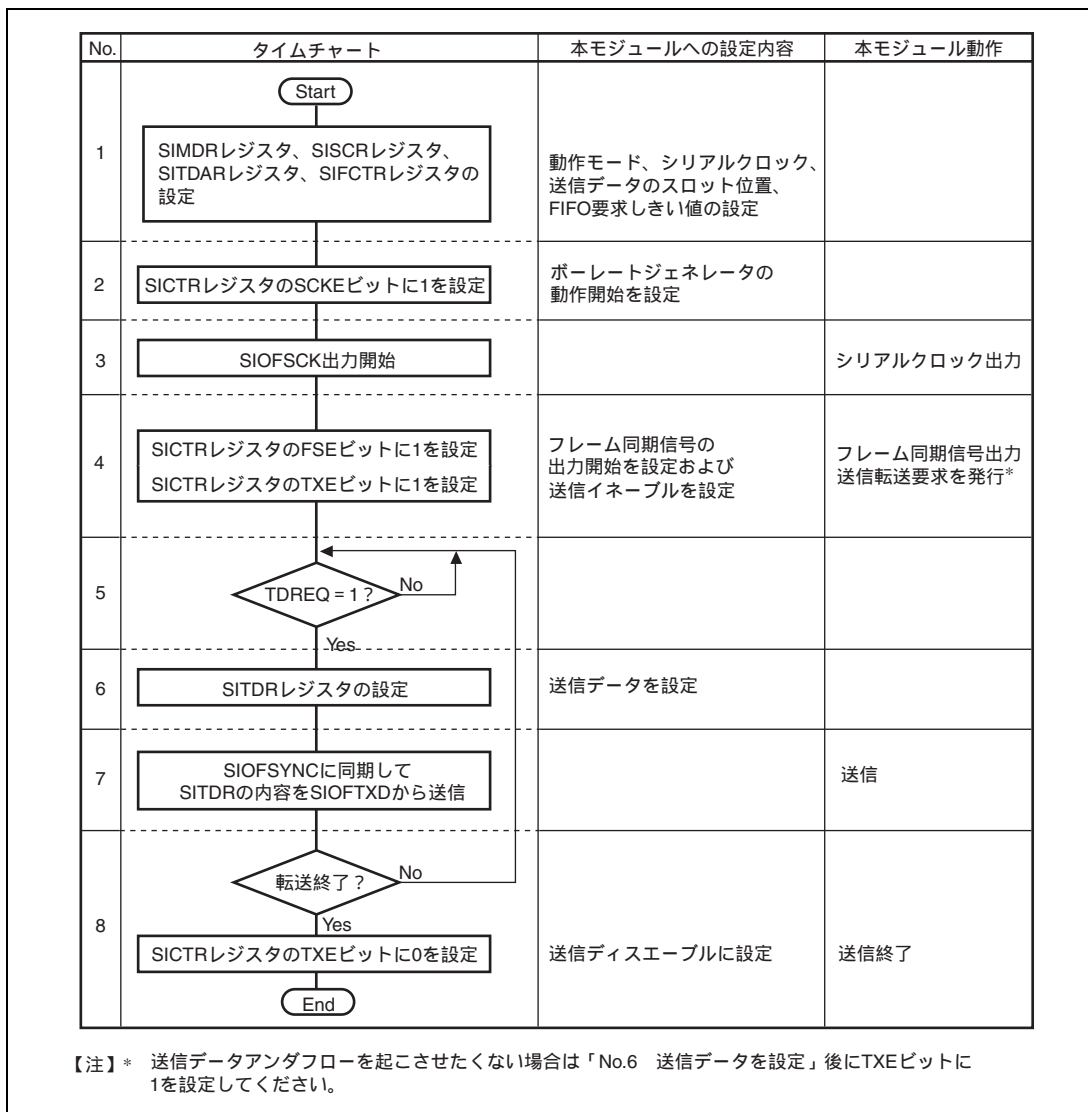 No. タイムチャート 本モジュールへの設定内容 本モジュール動作
Start
1
SIMDRレジスタ、SISCRレジスタ、
SITDARレジスタ、SIFCTRレジスタの
設定
動作モード、シリアルクロック、
送信データのスロット位置、
FIFO要求しきい値の設定
2
SICTRレジスタのSCKEビットに1を設定
ボーレートジェネレータの
動作開始を設定
3
SIOFSCK出力開始
シリアルクロック出力
4
SICTRレジスタのFSEビットに1を設定
SICTRレジスタのTXEビットに1を設定
フレーム同期信号の
出力開始を設定および
送信イネーブルを設定
フレーム同期信号出力
送信転送要求を発行*
5
TDREQ = 1？
No
Yes
6
SITDRレジスタの設定
送信データを設定
7
SIOFSYNCに同期して
SITDRの内容をSIOFTXDから送信
送信
8
転送終了？
No
Yes
SICTRレジスタのTXEビットに0を設定
送信ディスエーブルに設定
送信終了
End
【注】* 送信データアンダフローを起こさせたくない場合は「No.6 送信データを設定」後にTXEビットに
1を設定してください。